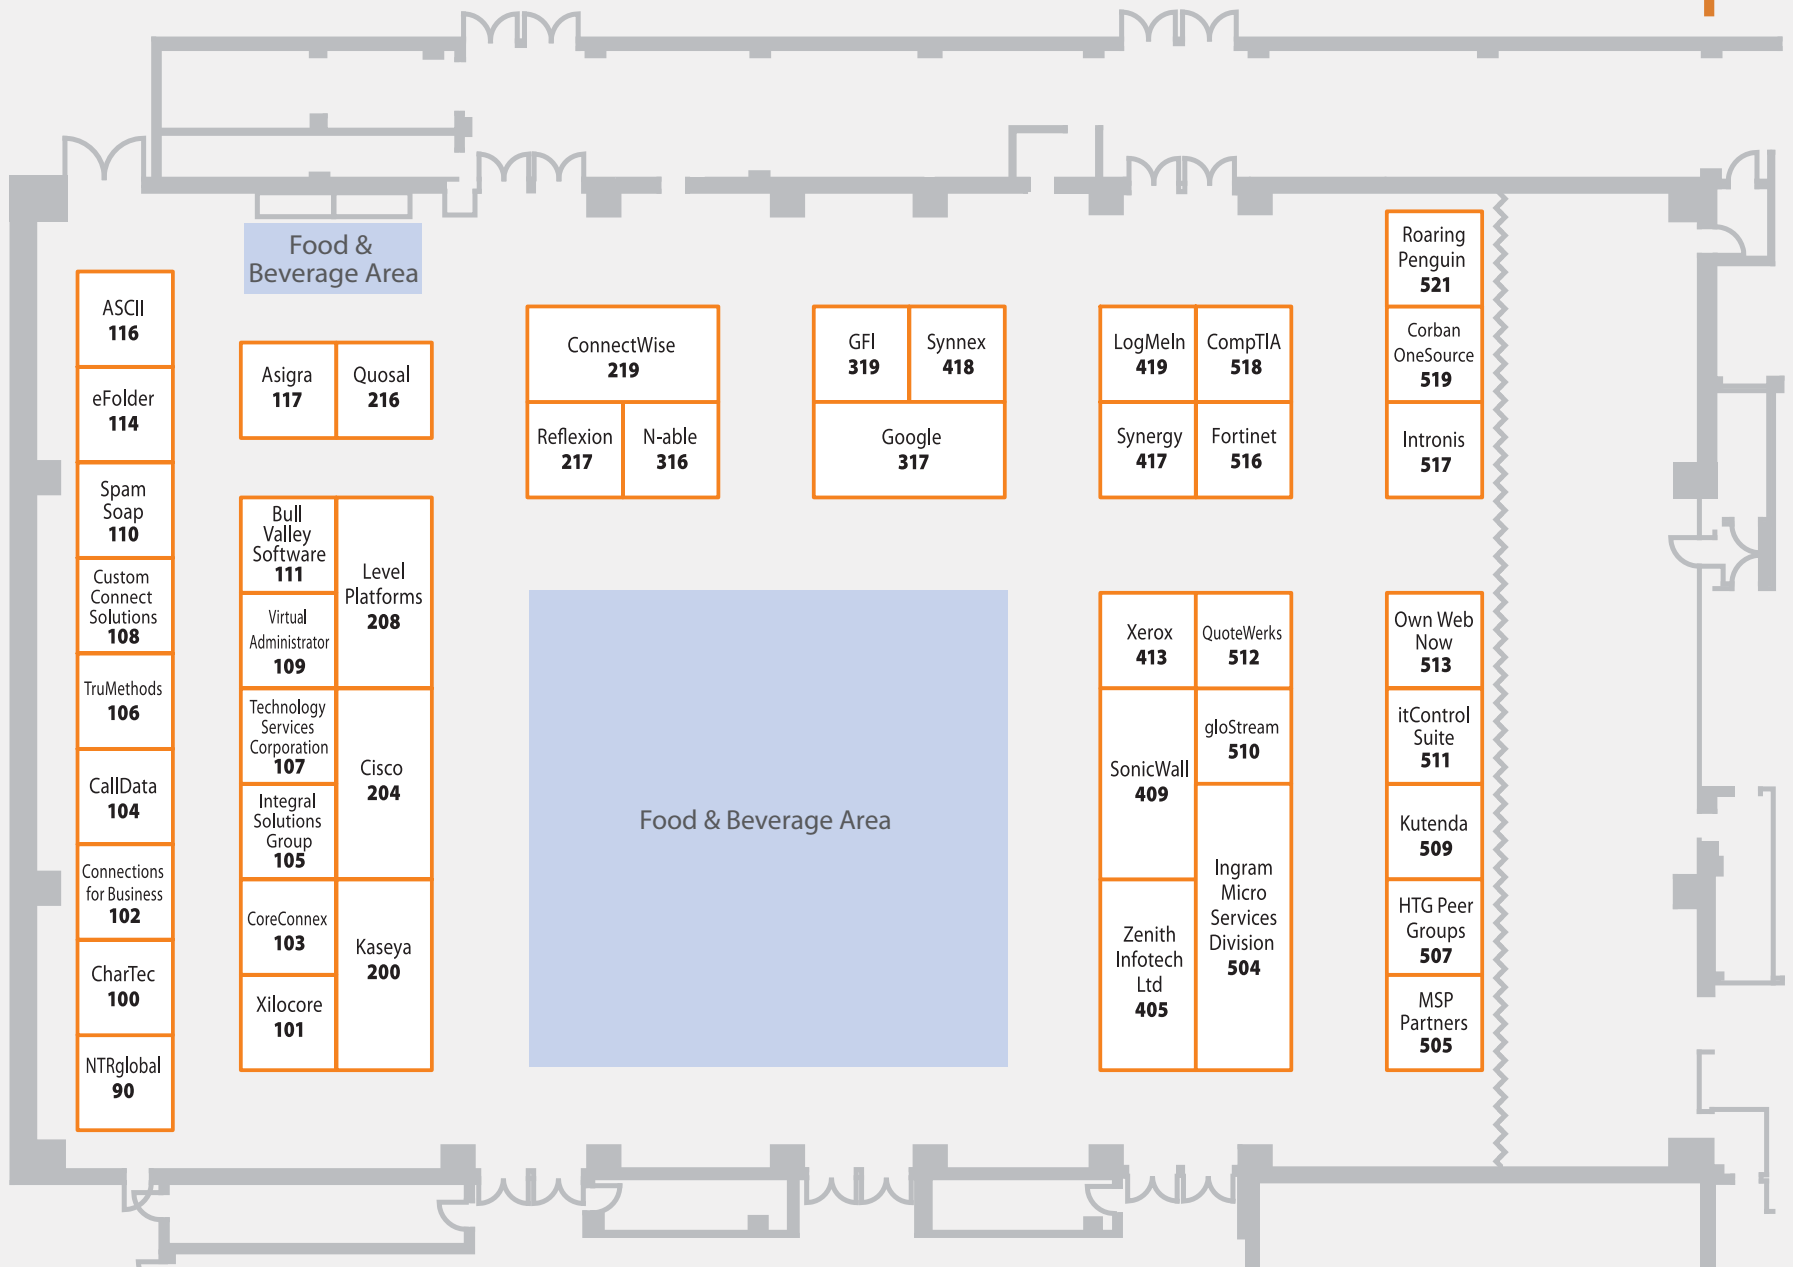 Food &
Beverage Area
ASCII
116
eFolder
114
Spam
Soap
110
Custom
Connect
Solutions
108
TruMethods
106
CallData
104
Connections
for Business
102
CharTec
100
NTRglobal
90
Asigra
117
Quosal
216
Bull
Valley
Software
111
Virtual
Administrator
109
Technology
Services
Corporation
107
Integral
Solutions
Group
105
CoreConnex
103
Xilocore
101
Level
Platforms
208
Cisco
204
Kaseya
200
ConnectWise
219
Reflexion
217
N-able
316
GFI
319
Synnex
418
Google
317
Food & Beverage Area
LogMeIn
419
CompTIA
518
Synergy
417
Fortinet
516
Xerox
413
QuoteWerks
512
SonicWall
409
gloStream
510
Zenith
Infotech
Ltd
405
Ingram
Micro
Services
Division
504
Roaring
Penguin
521
Corban
OneSource
519
Intronis
517
Own Web
Now
513
itControl
Suite
511
Kutenda
509
HTG Peer
Groups
507
MSP
Partners
505